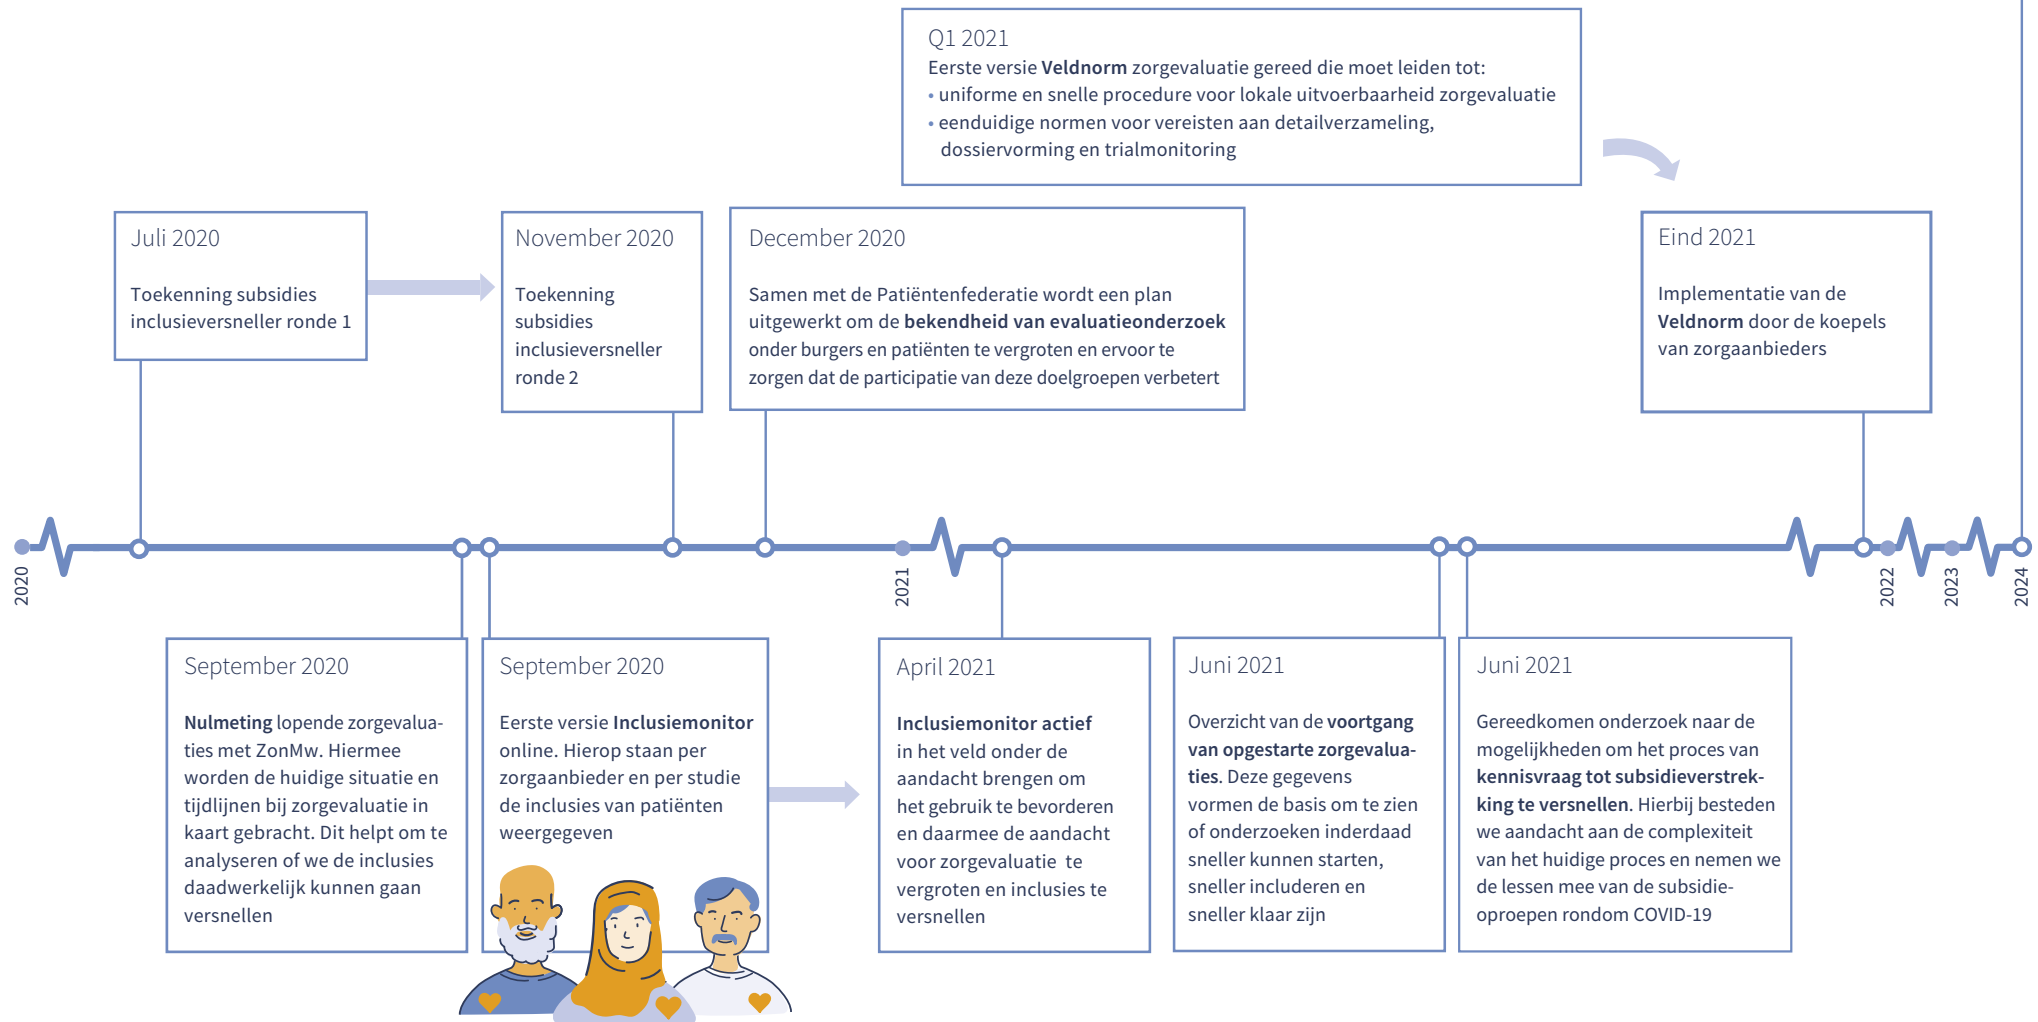 Q1 2021
Eerste versie Veldnorm zorgevaluatie gereed die moet leiden tot:
• uniforme en snelle procedure voor lokale uitvoerbaarheid zorgevaluatie
• eenduidige normen voor vereisten aan detailverzameling,
dossiervorming en trialmonitoring
Juli 2020
Toekenning subsidies
inclusieversneller ronde 1
November 2020
Toekenning
subsidies
inclusieversneller
ronde 2
December 2020
Samen met de Patiëntenfederatie wordt een plan
uitgewerkt om de bekendheid van evaluatieonderzoek
onder burgers en patiënten te vergroten en ervoor te
zorgen dat de participatie van deze doelgroepen verbetert
Eind 2021
Implementatie van de
Veldnorm door de koepels
van zorgaanbieders
2020
2021
2022
2023
2024
September 2020
Nulmeting lopende zorgevalua-
ties met ZonMw. Hiermee
worden de huidige situatie en
tijdlijnen bij zorgevaluatie in
kaart gebracht. Dit helpt om te
analyseren of we de inclusies
daadwerkelijk kunnen gaan
versnellen
September 2020
Eerste versie Inclusiemonitor
online. Hierop staan per
zorgaanbieder en per studie
de inclusies van patiënten
weergegeven
April 2021
Inclusiemonitor actief
in het veld onder de
aandacht brengen om
het gebruik te bevorderen
en daarmee de aandacht
voor zorgevaluatie te
vergroten en inclusies te
versnellen
Juni 2021
Overzicht van de voortgang
van opgestarte zorgevalua-
ties. Deze gegevens
vormen de basis om te zien
of onderzoeken inderdaad
sneller kunnen starten,
sneller includeren en
sneller klaar zijn
Juni 2021
Gereedkomen onderzoek naar de
mogelijkheden om het proces van
kennisvraag tot subsidieverstrek-
king te versnellen. Hierbij besteden
we aandacht aan de complexiteit
van het huidige proces en nemen we
de lessen mee van de subsidie-
oproepen rondom COVID-19